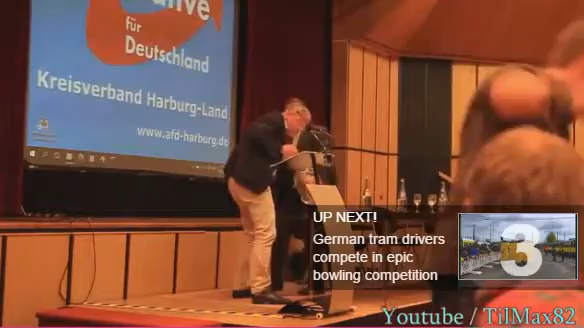 für
Deutschland
Kreisverband Harburg-Land
www.afd-harburg.de
UP NEXT!
German tram drivers
compete in epic
bowling competition
3
Youtube / TilMax82